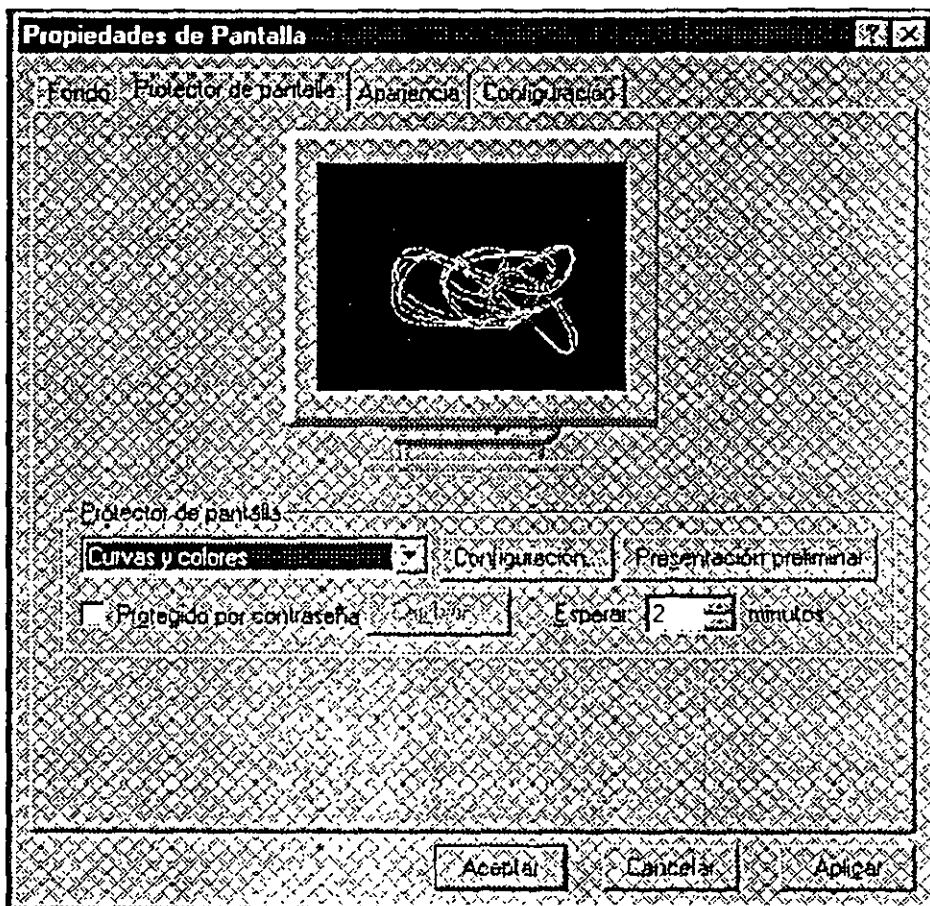 Propiedades de Pantalla
Fondo Protector de pantalla Apariencia Configuración
Protector de pantalla
Curvas y colores Configuración... Presentación preliminar
Protegido por contraseña Cambiar... Esperar: 2 minutos
Aceptar Cancelar Aplicar